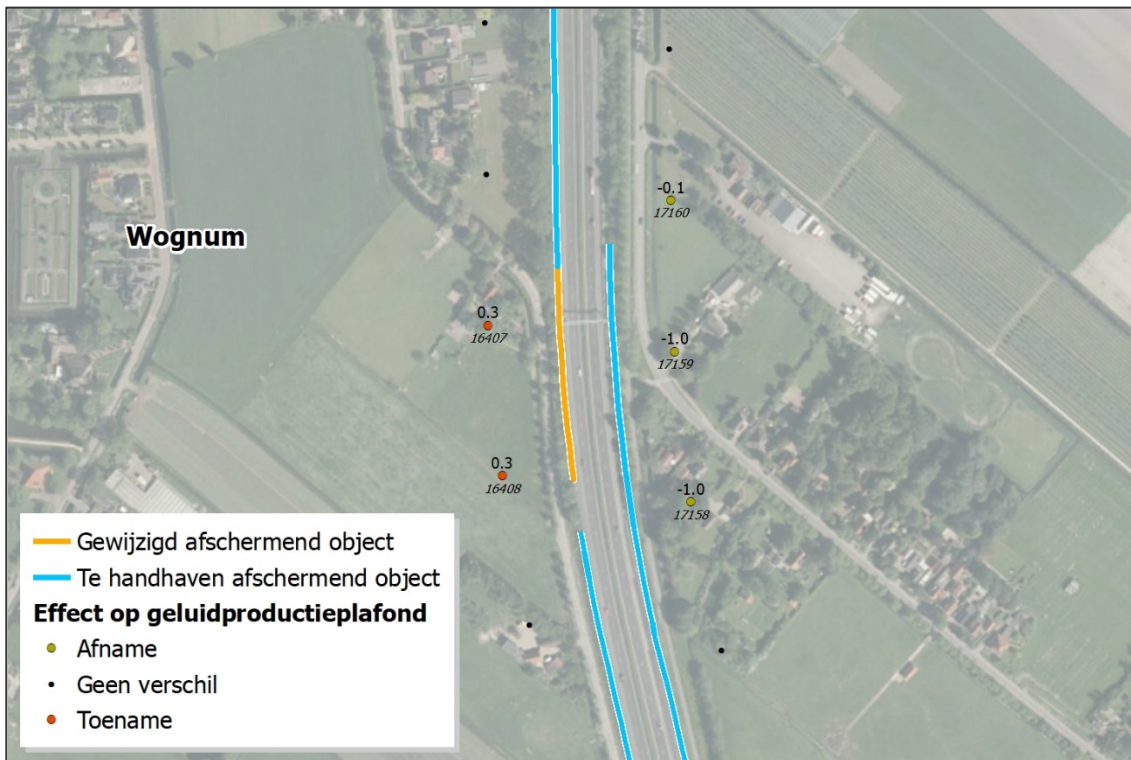 -0.1
17160
Wognum
0.3
16407
-1.0
17159
0.3
16408
-1.0
17158
Gewijzigd afschermend object
Te handhaven afschermend object
Effect op geluidproductieplafond
Afname
Geen verschil
Toename